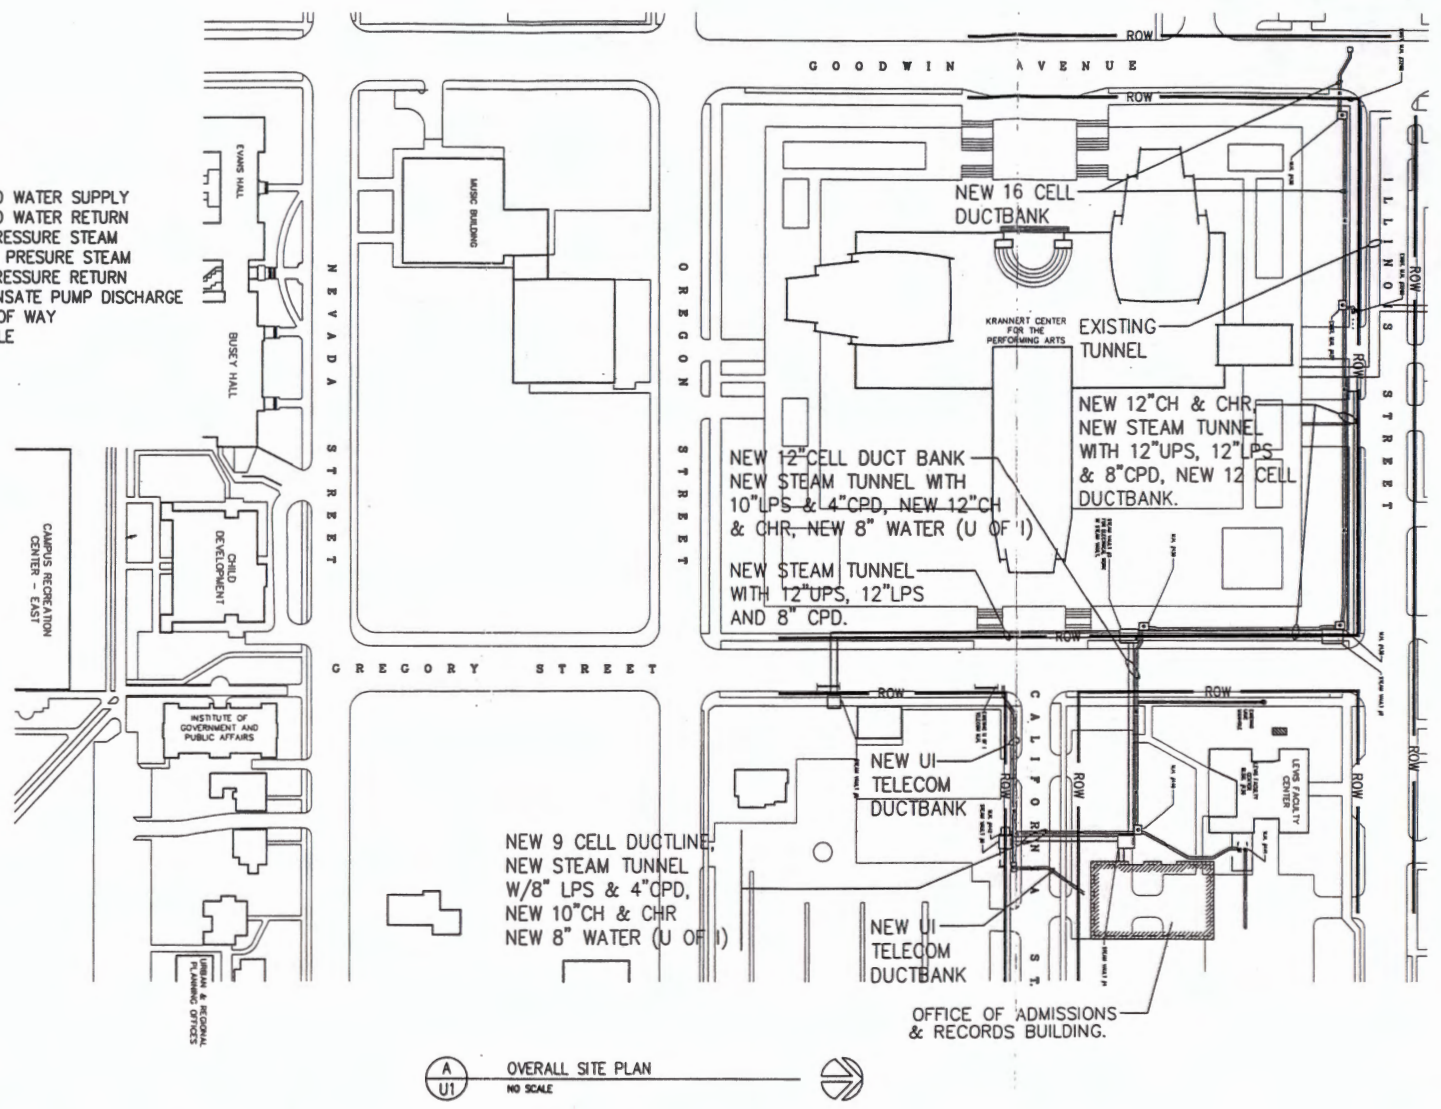 GOODWIN AVENUE
ROW
ROW
D WATER SUPPLY
D WATER RETURN
RESSURE STEAM
PRESURE STEAM
RESSURE RETURN
NSATE PUMP DISCHARGE
OF WAY
LE
EVANS HALL
BUSEY HALL
MUSIC BUILDING
NEVADA STREET
OREGON STREET
ILLINOIS STREET
NEW 16 CELL
DUCTBANK
KRANNERT CENTER
FOR THE
PERFORMING ARTS
EXISTING
TUNNEL
ROW
ROW
NEW 12"CH & CHR,
NEW STEAM TUNNEL
WITH 12"UPS, 12"LPS
& 8"CPD, NEW 12 CELL
DUCTBANK.
NEW 12"CELL DUCT BANK
NEW STEAM TUNNEL WITH
10"LPS & 4"CPD, NEW 12"CH
& CHR, NEW 8" WATER (U OF I)
NEW STEAM TUNNEL
WITH 12"UPS, 12"LPS
AND 8" CPD.
CAMPUS RECREATION
CENTER - EAST
CHILD
DEVELOPMENT
ROW
GREGORY STREET
ROW
ROW
INSTITUTE OF
GOVERNMENT AND
PUBLIC AFFAIRS
CALIFORNIA ST.
NEW UI
TELECOM
DUCTBANK
ROW
ROW
ROW
ROW
LEVIS FACULTY
CENTER
NEW 9 CELL DUCTLINE,
NEW STEAM TUNNEL
W/8" LPS & 4"CPD,
NEW 10"CH & CHR
NEW 8" WATER (U OF I)
NEW UI
TELECOM
DUCTBANK
URBAN & REGIONAL
PLANNING OFFICES
OFFICE OF ADMISSIONS
& RECORDS BUILDING.
A
U1
OVERALL SITE PLAN
NO SCALE